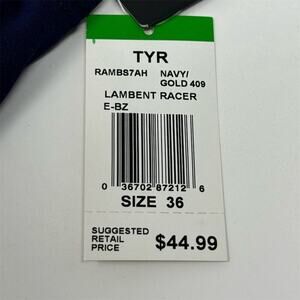 TYR
RAMBS7AH NAVY/
GOLD 409
LAMBENT RACER
E-BZ
0 36702 87212 6
SIZE 36
SUGGESTED
RETAIL
PRICE $44.99